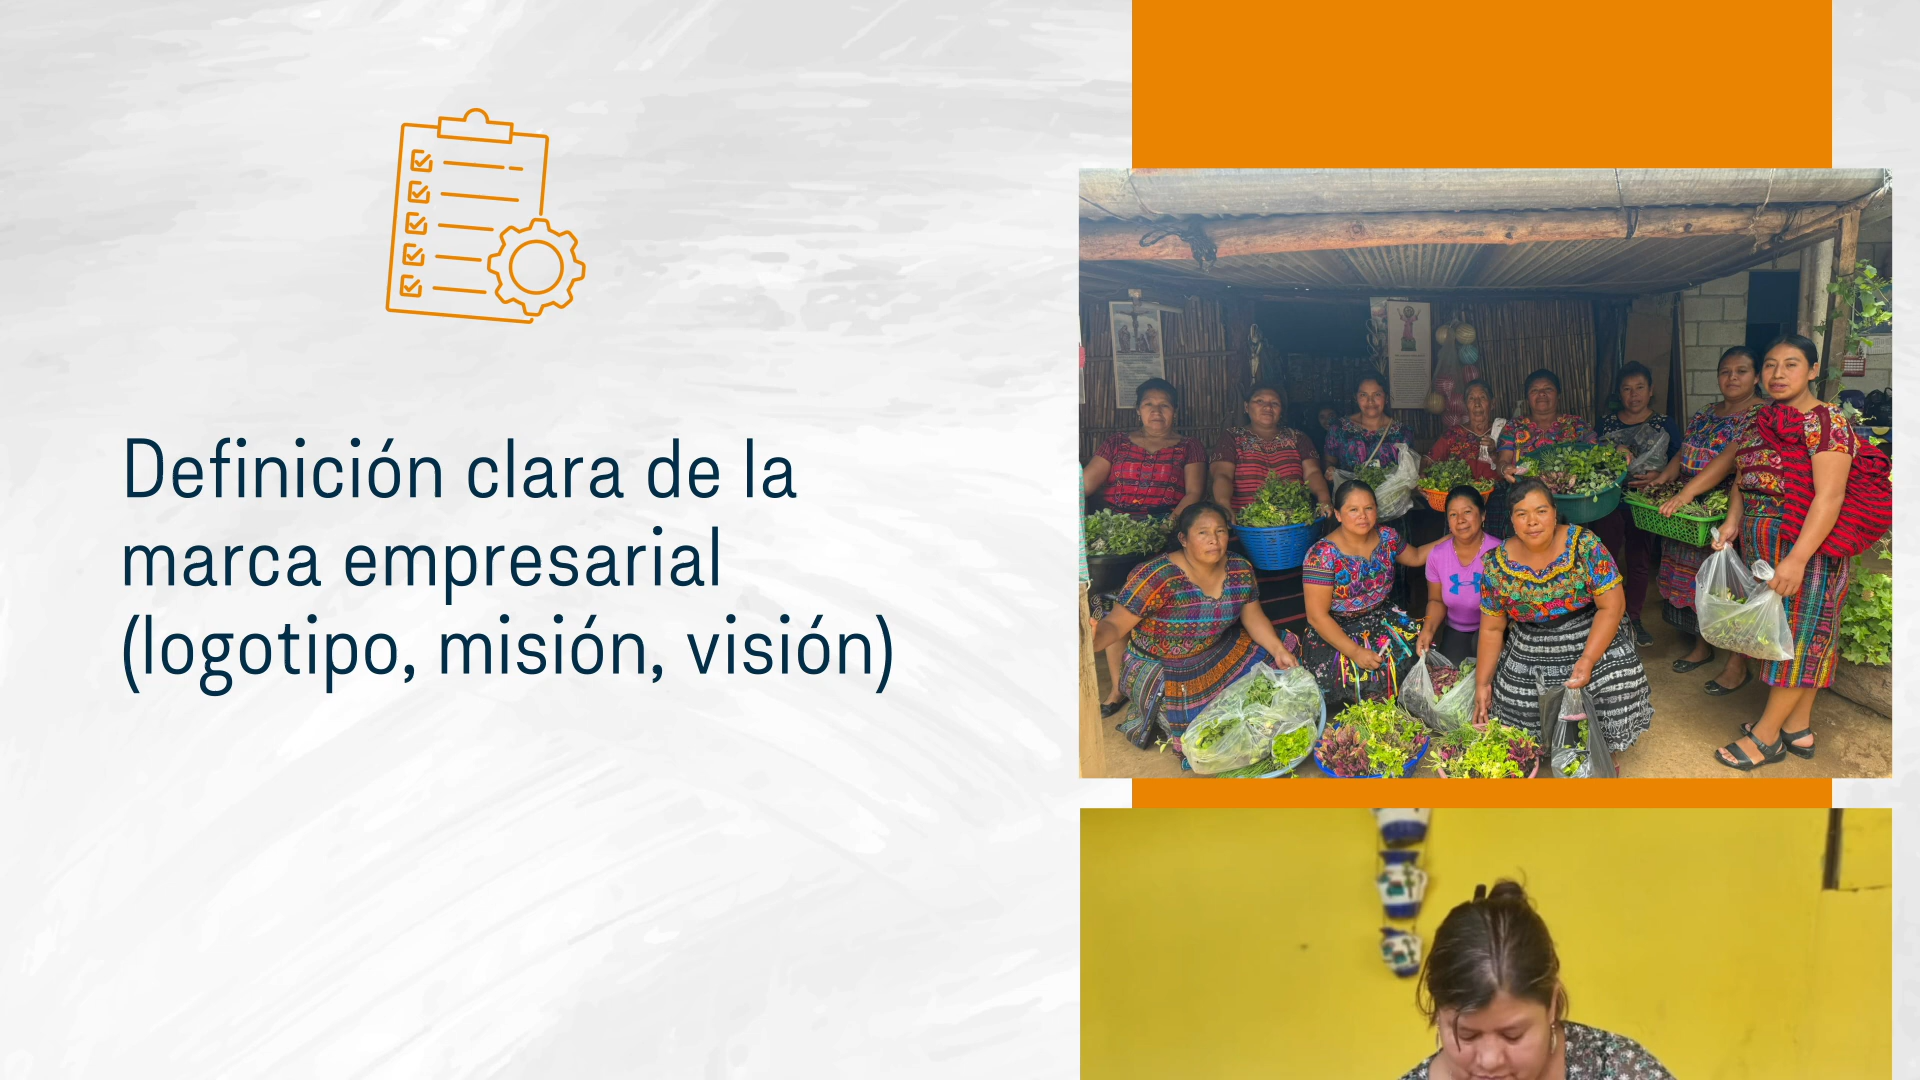 Definición clara de la
marca empresarial
(logotipo, misión, visión)